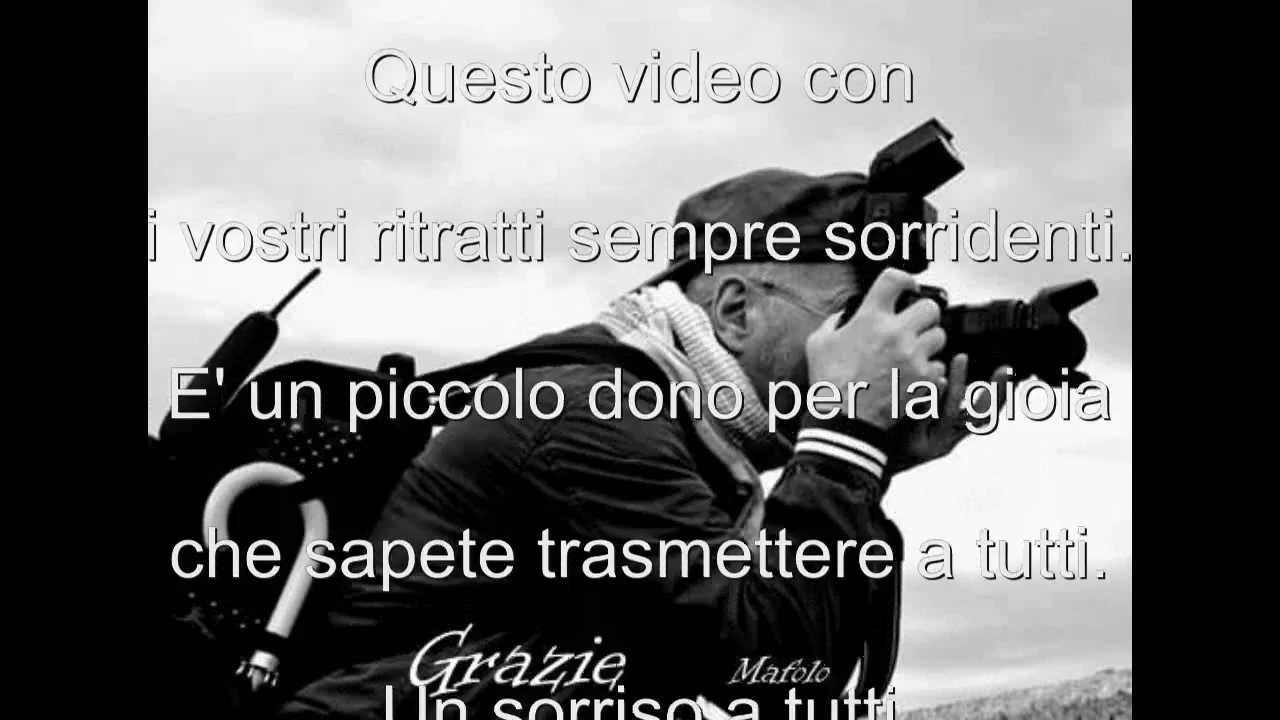 Questo video con
i vostri ritratti sempre sorridenti.
E' un piccolo dono per la gioia
che sapete trasmettere a tutti.
Grazie
Mafolo
Un sorriso a tutti